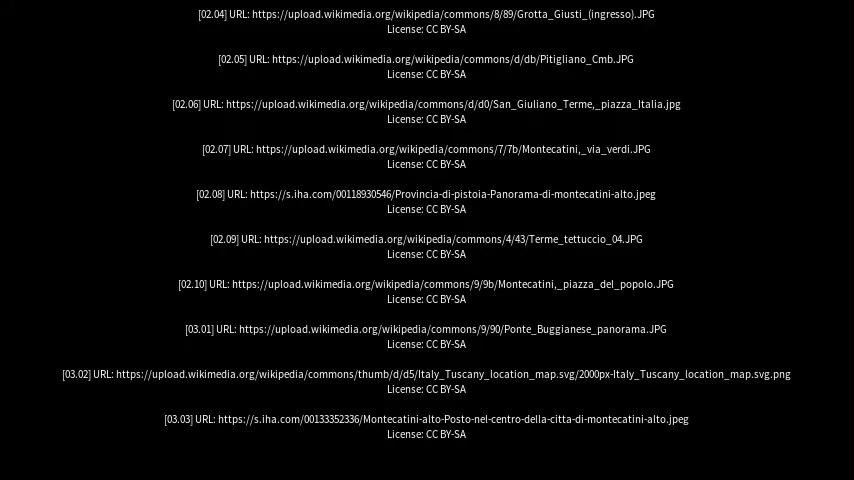 [02.04] URL: https://upload.wikimedia.org/wikipedia/commons/8/89/Grotta_Giusti_(ingresso).JPG
License: CC BY-SA
[02.05] URL: https://upload.wikimedia.org/wikipedia/commons/d/db/Pitigliano_Cmb.JPG
License: CC BY-SA
[02.06] URL: https://upload.wikimedia.org/wikipedia/commons/d/d0/San_Giuliano_Terme,_piazza_Italia.jpg
License: CC BY-SA
[02.07] URL: https://upload.wikimedia.org/wikipedia/commons/7/7b/Montecatini,_via_verdi.JPG
License: CC BY-SA
[02.08] URL: https://s.iha.com/00118930546/Provincia-di-pistoia-Panorama-di-montecatini-alto.jpeg
License: CC BY-SA
[02.09] URL: https://upload.wikimedia.org/wikipedia/commons/4/43/Terme_tettuccio_04.JPG
License: CC BY-SA
[02.10] URL: https://upload.wikimedia.org/wikipedia/commons/9/9b/Montecatini,_piazza_del_popolo.JPG
License: CC BY-SA
[03.01] URL: https://upload.wikimedia.org/wikipedia/commons/9/90/Ponte_Buggianese_panorama.JPG
License: CC BY-SA
[03.02] URL: https://upload.wikimedia.org/wikipedia/commons/thumb/d/d5/Italy_Tuscany_location_map.svg/2000px-Italy_Tuscany_location_map.svg.png
License: CC BY-SA
[03.03] URL: https://s.iha.com/00133352336/Montecatini-alto-Posto-nel-centro-della-citta-di-montecatini-alto.jpeg
License: CC BY-SA